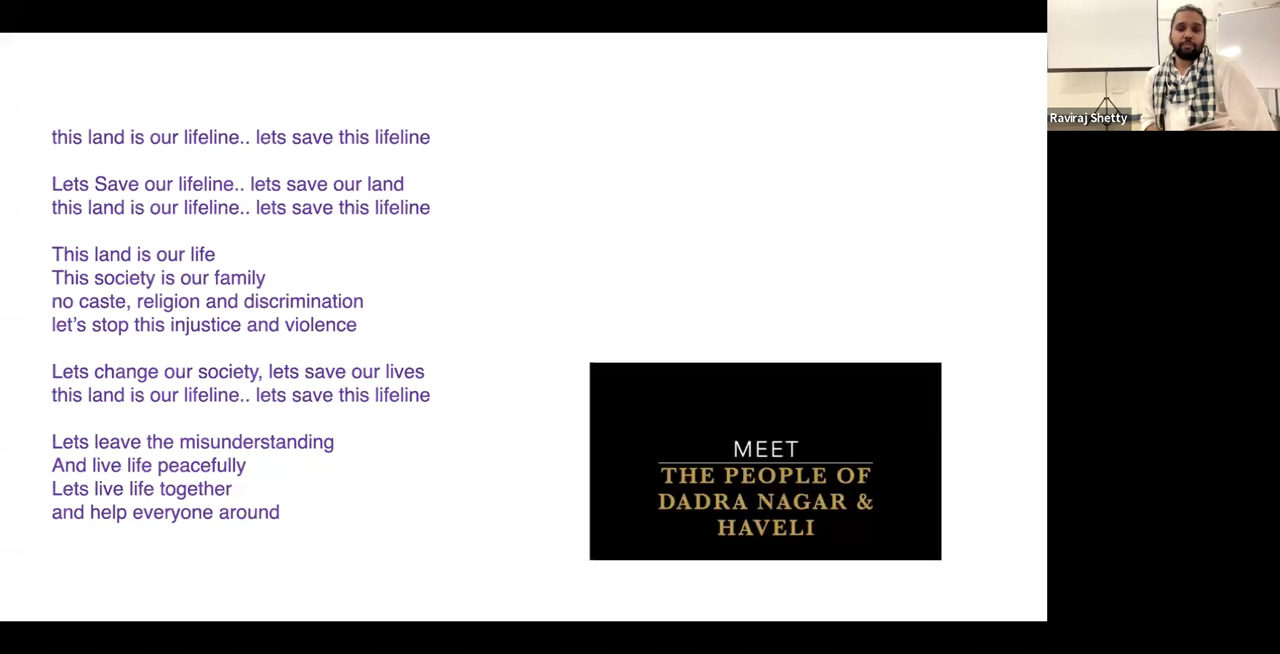 this land is our lifeline.. lets save this lifeline
Lets Save our lifeline.. lets save our land
this land is our lifeline.. lets save this lifeline
This land is our life
This society is our family
no caste, religion and discrimination
let's stop this injustice and violence
Lets change our society, lets save our lives
this land is our lifeline.. lets save this lifeline
Lets leave the misunderstanding
And live life peacefully
Lets live life together
and help everyone around
MEET
THE PEOPLE OF
DADRA NAGAR &
HAVELI
Raviraj Shetty